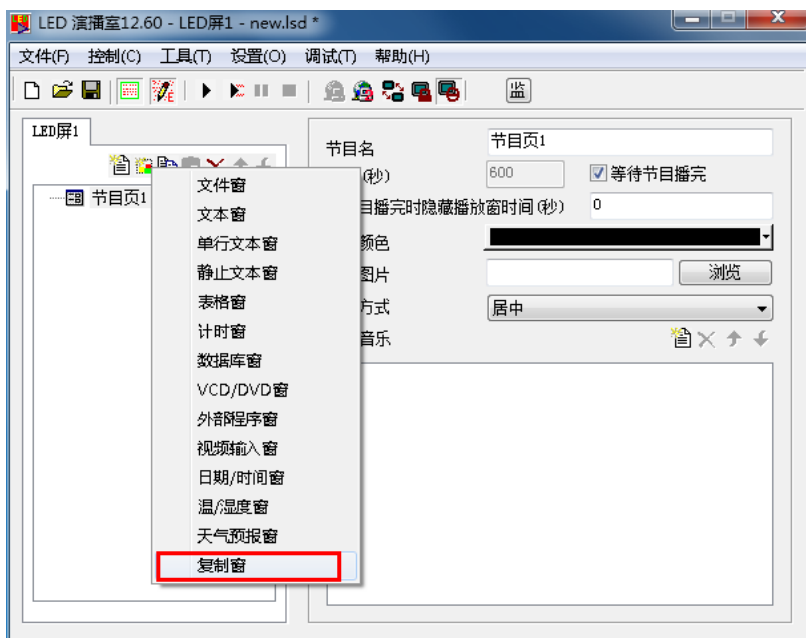 LED 演播室12.60 - LED屏1 - new.lsd *
文件(F) 控制(C) 工具(T) 设置(O) 调试(T) 帮助(H)
监
LED屏1
节目页1
文件窗
文本窗
单行文本窗
静止文本窗
表格窗
计时窗
数据库窗
VCD/DVD窗
外部程序窗
视频输入窗
日期/时间窗
温/湿度窗
天气预报窗
复制窗
节目名 节目页1
(秒) 600 等待节目播完
目播完时隐藏播放窗时间(秒) 0
颜色
图片 浏览
方式 居中
音乐